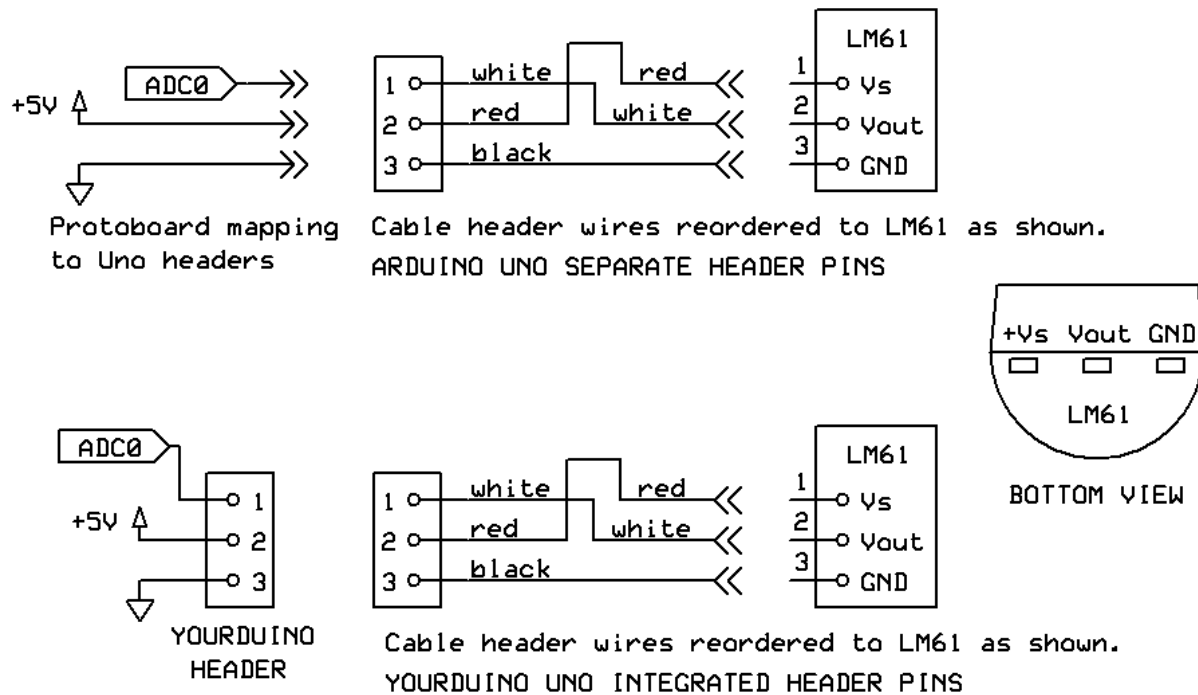 ADC0
+5V
Protoboard mapping
to Uno headers
1 white red
2 red white
3 black
LM61
1 Vs
2 Vout
3 GND
Cable header wires reordered to LM61 as shown.
ARDUINO UNO SEPARATE HEADER PINS
+Vs Vout GND
LM61
BOTTOM VIEW
ADC0
+5V
1
2
3
YOURDUINO
HEADER
1 white red
2 red white
3 black
LM61
1 Vs
2 Vout
3 GND
Cable header wires reordered to LM61 as shown.
YOURDUINO UNO INTEGRATED HEADER PINS